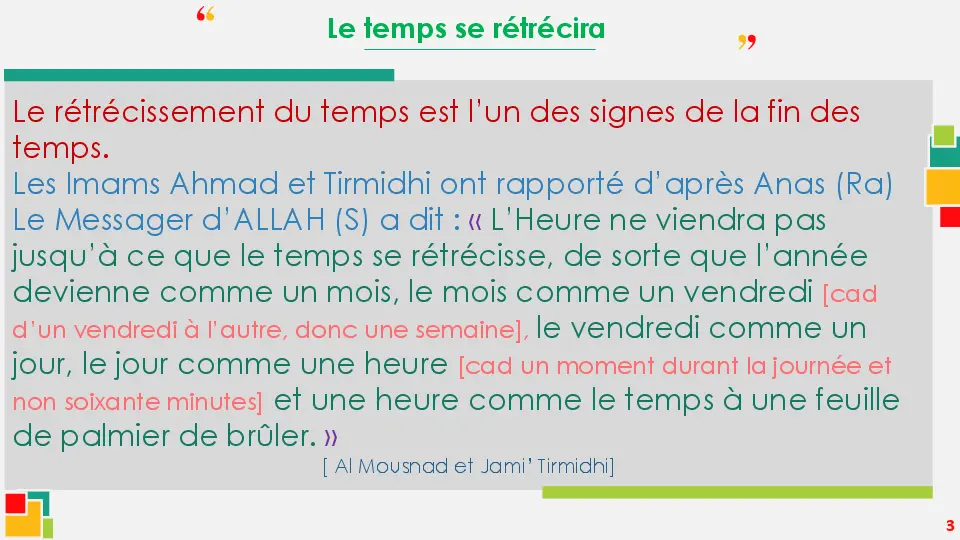 “
Le temps se rétrécira
”
Le rétrécissement du temps est l’un des signes de la fin des
temps.
Les Imams Ahmad et Tirmidhi ont rapporté d’après Anas (Ra)
Le Messager d’ALLAH (S) a dit : « L’Heure ne viendra pas
jusqu’à ce que le temps se rétrécisse, de sorte que l’année
devienne comme un mois, le mois comme un vendredi [cad
d’un vendredi à l’autre, donc une semaine], le vendredi comme un
jour, le jour comme une heure [cad un moment durant la journée et
non soixante minutes] et une heure comme le temps à une feuille
de palmier de brûler. »
[ Al Mousnad et Jami’ Tirmidhi]
3